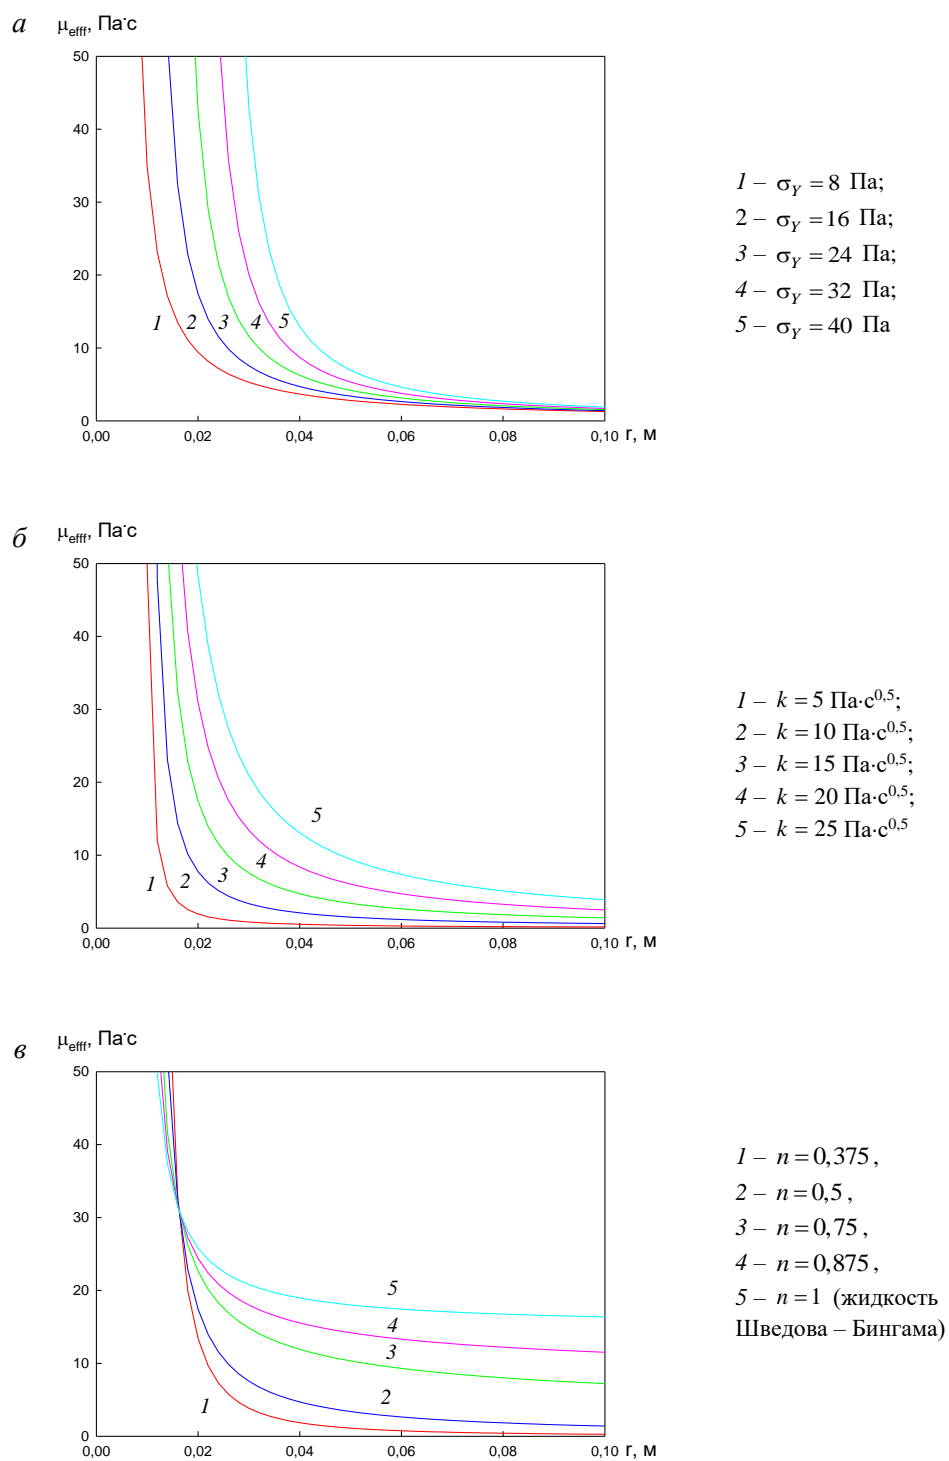 а μefff, Па·с
50
40
30
20
10
0
1 2 3 4 5
0,00 0,02 0,04 0,06 0,08 0,10 r, м
1 – σY = 8 Па;
2 – σY = 16 Па;
3 – σY = 24 Па;
4 – σY = 32 Па;
5 – σY = 40 Па
б μefff, Па·с
50
40
30
20
10
0
1 2 3 4 5
0,00 0,02 0,04 0,06 0,08 0,10 r, м
1 – k = 5 Па·с0,5;
2 – k = 10 Па·с0,5;
3 – k = 15 Па·с0,5;
4 – k = 20 Па·с0,5;
5 – k = 25 Па·с0,5
в μefff, Па·с
50
40
30
20
10
0
5
4
3
2
1
0,00 0,02 0,04 0,06 0,08 0,10 r, м
1 – n = 0,375,
2 – n = 0,5,
3 – n = 0,75,
4 – n = 0,875,
5 – n = 1 (жидкость
Шведова – Бингама)